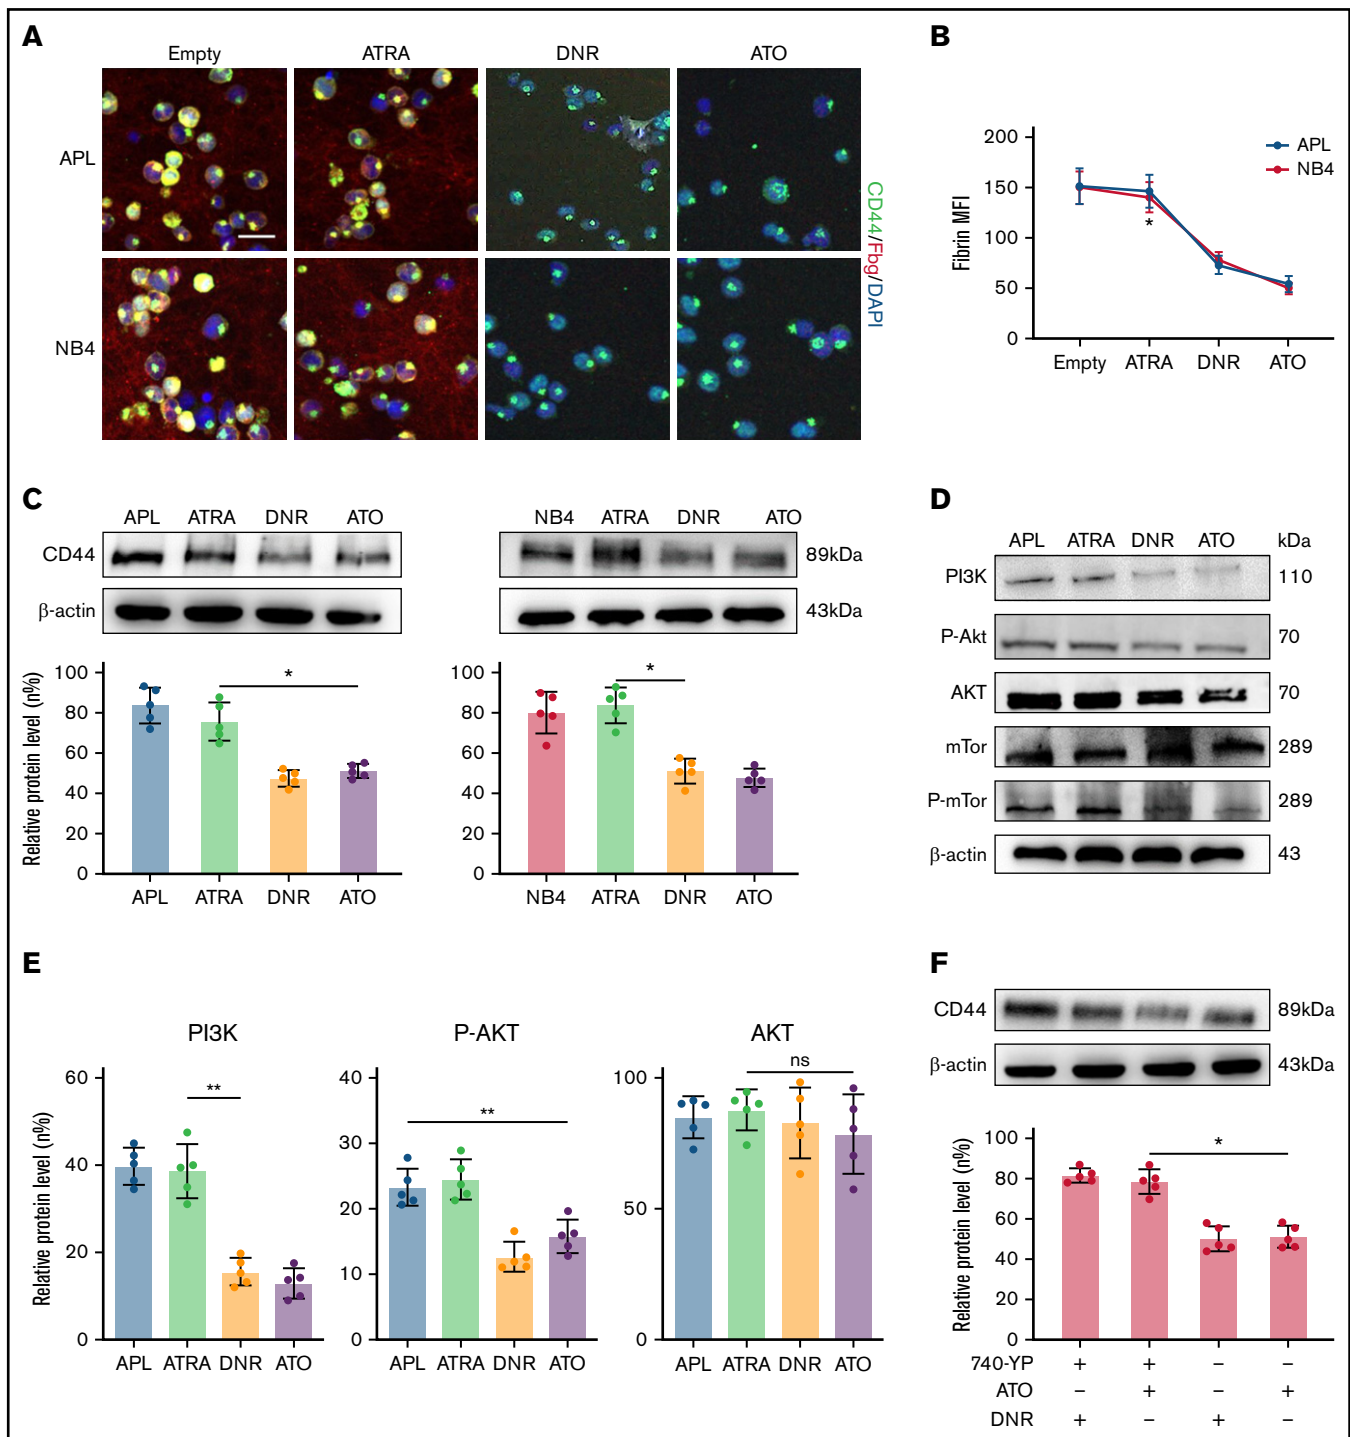 A
Empty ATRA DNR ATO
APL
NB4
CD44/Fbg/DAPI
B
Fibrin MFI
200
150
100
50
0
APL
NB4
*
Empty ATRA DNR ATO
C
APL ATRA DNR ATO
CD44
β-actin
NB4 ATRA DNR ATO
89kDa
43kDa
Relative protein level (n%)
100
80
60
40
20
0
*
APL ATRA DNR ATO
100
80
60
40
20
0
*
NB4 ATRA DNR ATO
D
APL ATRA DNR ATO kDa
PI3K 110
P-Akt 70
AKT 70
mTor 289
P-mTor 289
β-actin 43
E
PI3K
Relative protein level (n%)
60
40
20
0
**
APL ATRA DNR ATO
P-AKT
40
30
20
10
0
**
APL ATRA DNR ATO
AKT
100
50
0
ns
APL ATRA DNR ATO
F
CD44 89kDa
β-actin 43kDa
Relative protein level (n%)
100
80
60
40
20
0
*
740-YP + + – –
ATO – + – +
DNR + – + –